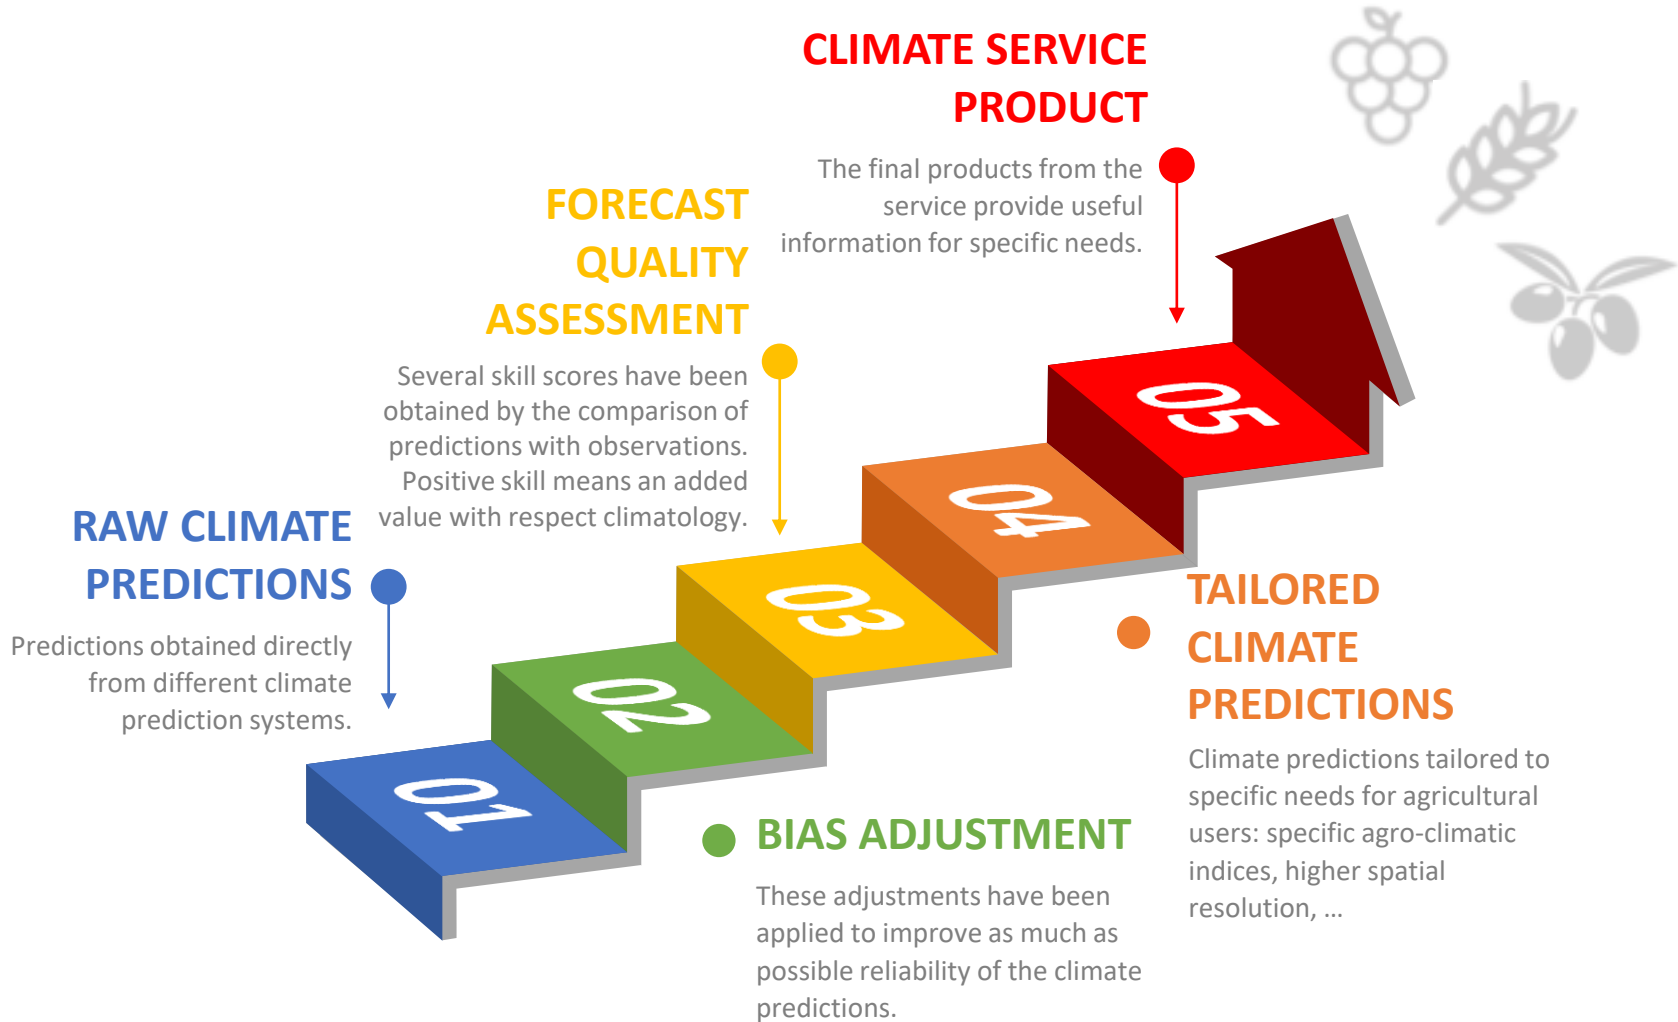 CLIMATE SERVICE
PRODUCT
The final products from the
service provide useful
information for specific needs.
FORECAST
QUALITY
ASSESSMENT
Several skill scores have been
obtained by the comparison of
predictions with observations.
Positive skill means an added
value with respect climatology.
RAW CLIMATE
PREDICTIONS
Predictions obtained directly
from different climate
prediction systems.
01
02
03
04
05
BIAS ADJUSTMENT
These adjustments have been
applied to improve as much as
possible reliability of the climate
predictions.
TAILORED
CLIMATE
PREDICTIONS
Climate predictions tailored to
specific needs for agricultural
users: specific agro-climatic
indices, higher spatial
resolution, ...